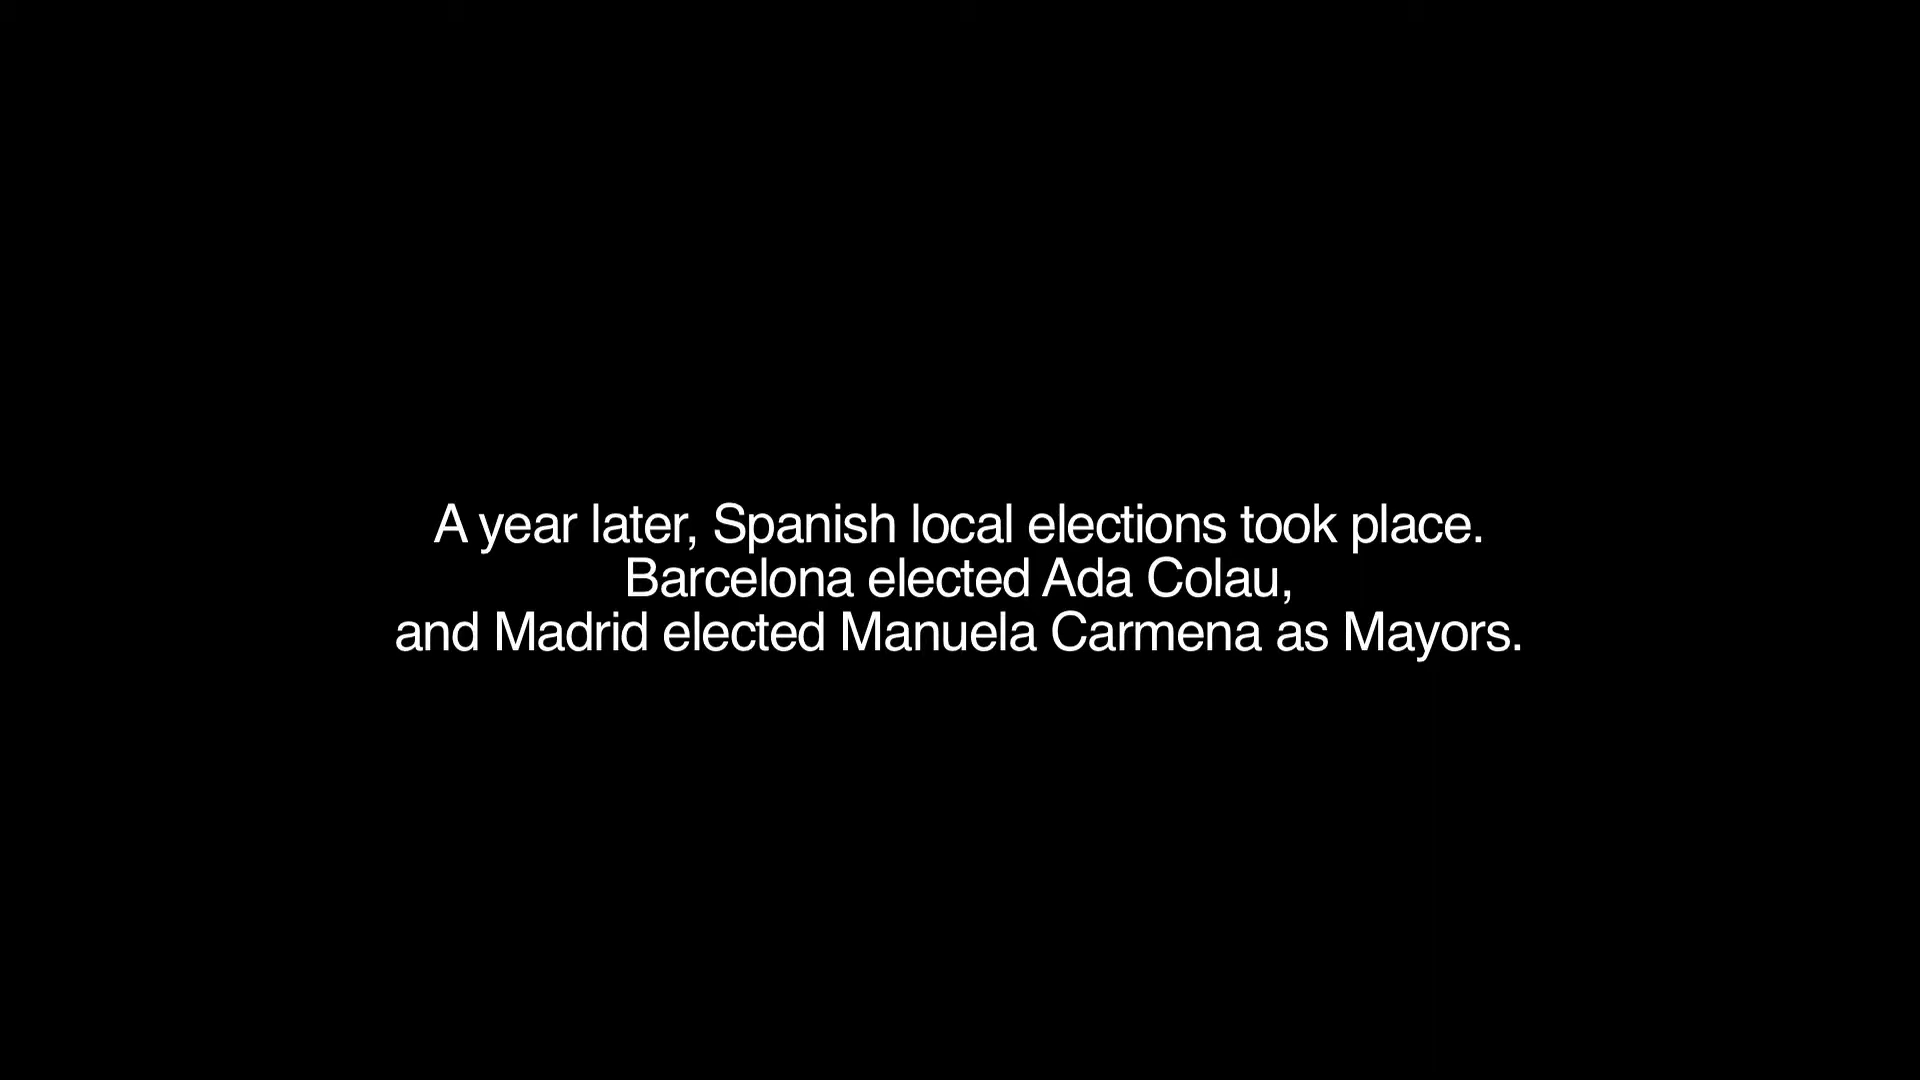 A year later, Spanish local elections took place.
Barcelona elected Ada Colau,
and Madrid elected Manuela Carmena as Mayors.